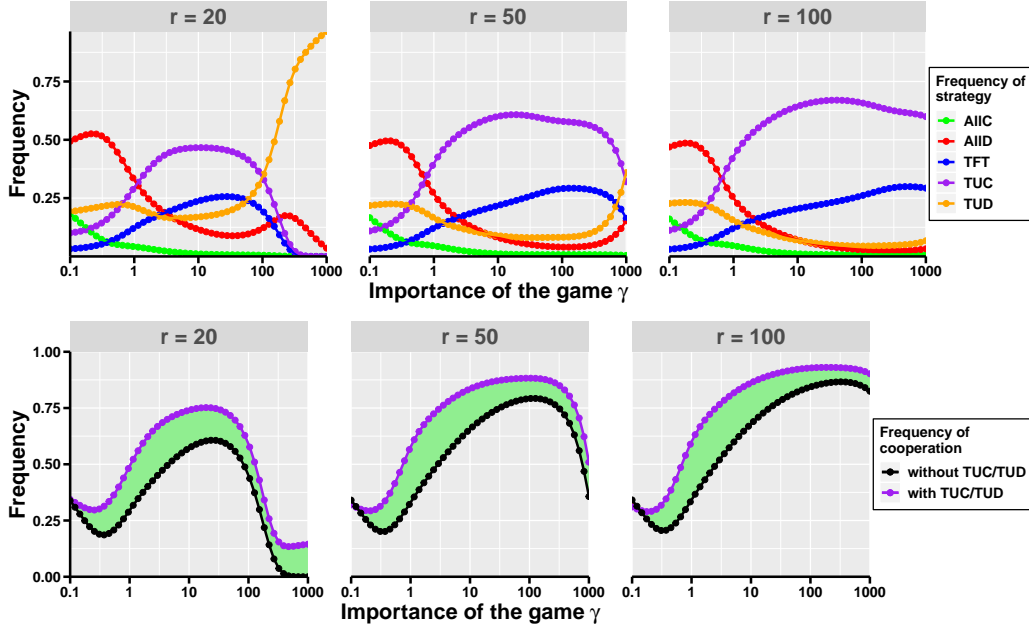 r = 20
r = 50
r = 100
Frequency
0.75
0.50
0.25
0.1
1
10
100
1000
0.1
1
10
100
1000
0.1
1
10
100
1000
Importance of the game γ
Frequency of
strategy
AllC
AllD
TFT
TUC
TUD
r = 20
r = 50
r = 100
Frequency
1.00
0.75
0.50
0.25
0.00
0.1
1
10
100
1000
0.1
1
10
100
1000
0.1
1
10
100
1000
Importance of the game γ
Frequency of
cooperation
without TUC/TUD
with TUC/TUD